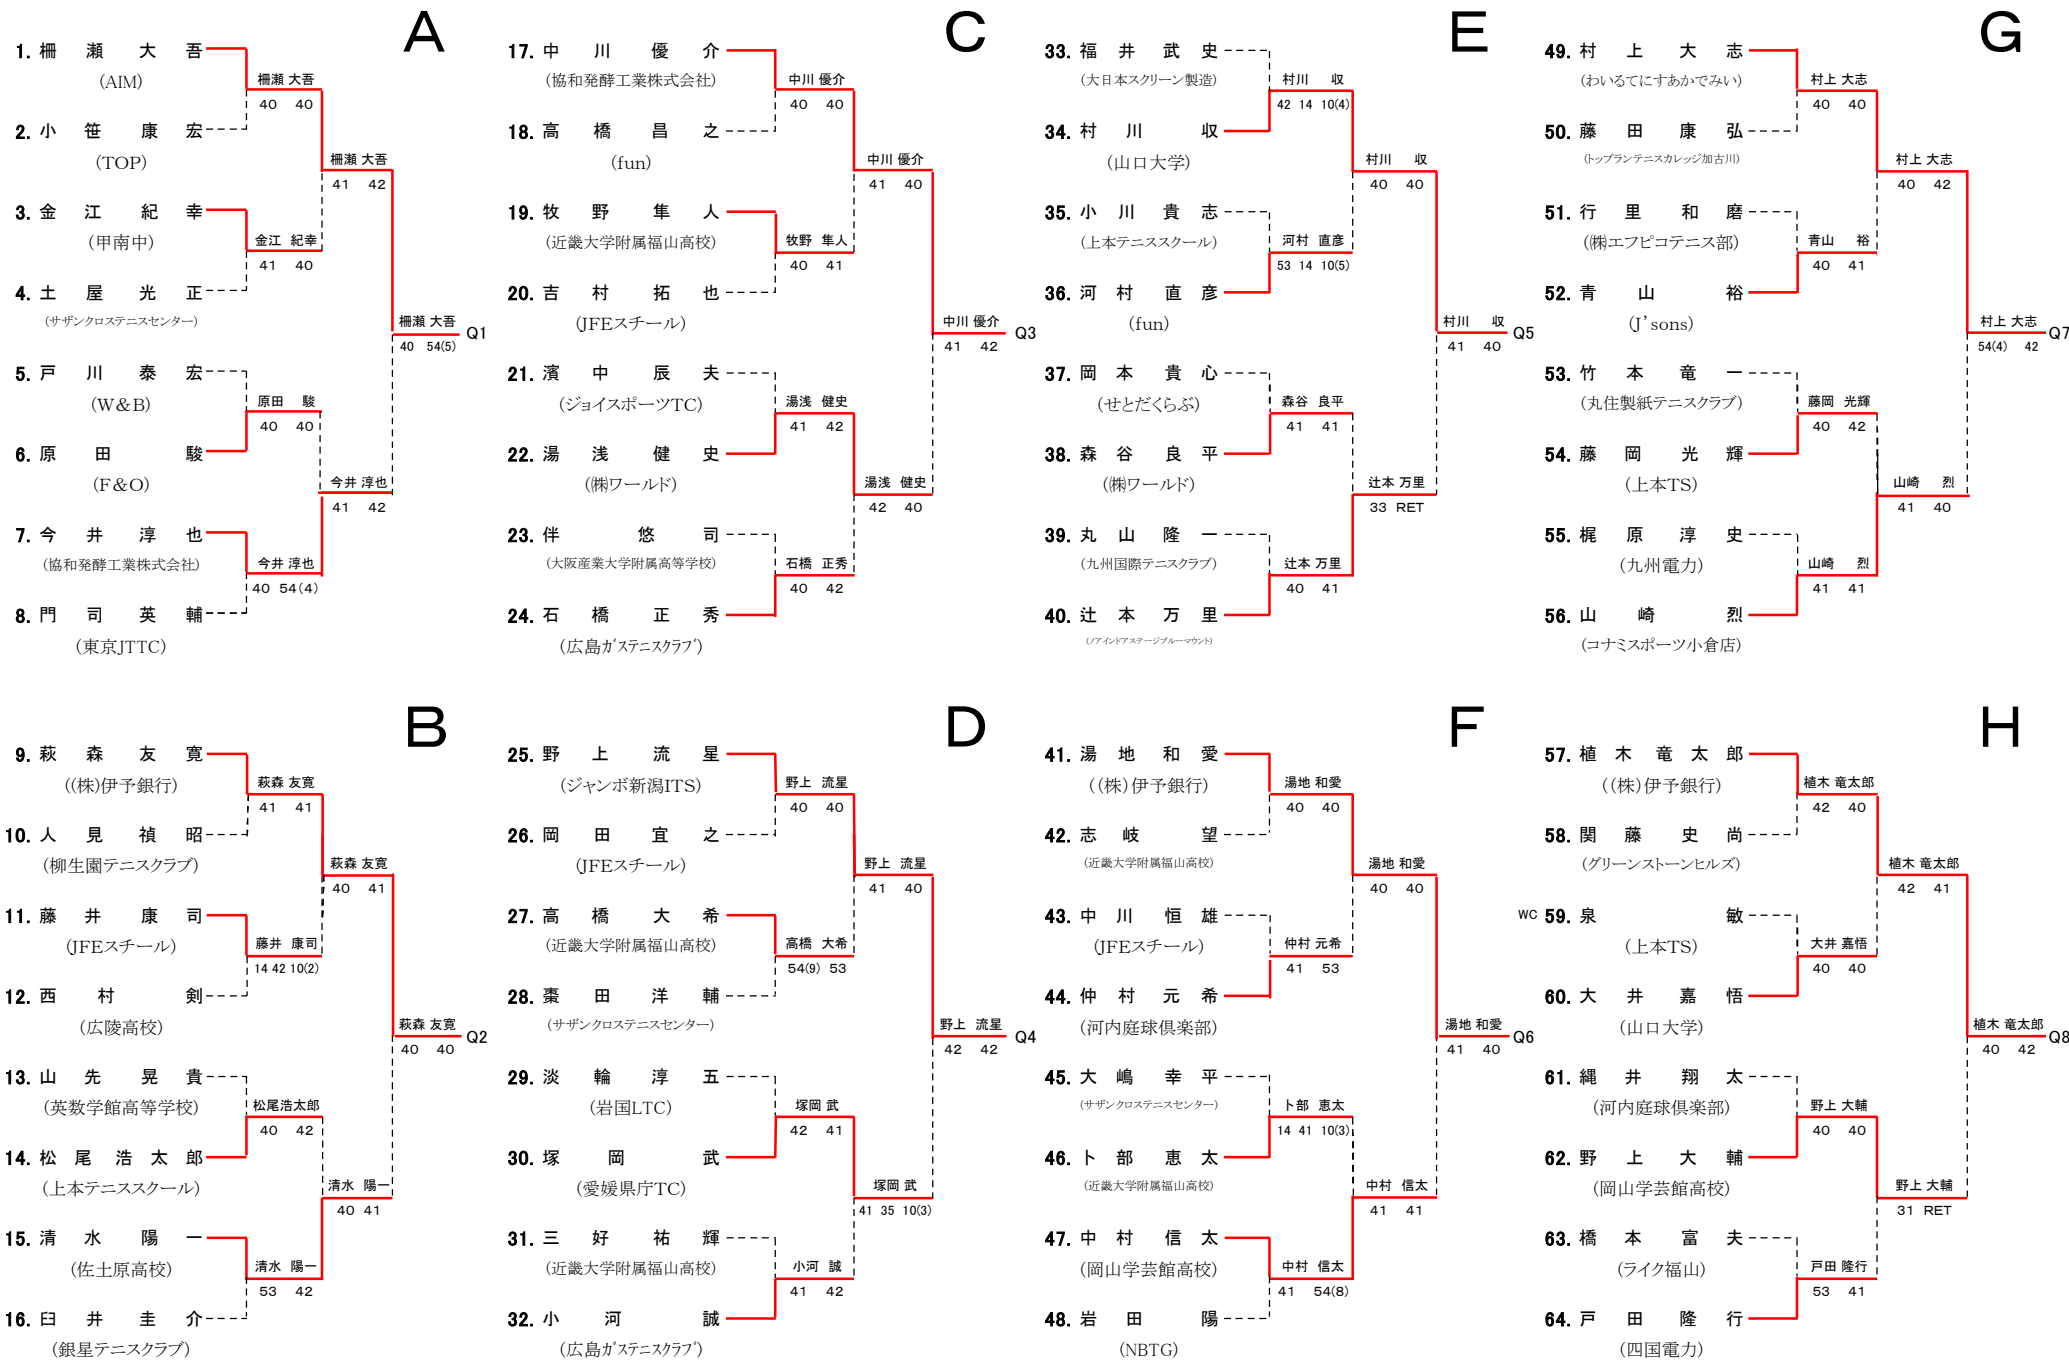 A
1. 柵瀬大吾
(AIM)
柵瀬 大吾
40 40
2. 小笹康宏
(TOP)
柵瀬 大吾
41 42
3. 金江紀幸
(甲南中)
金江 紀幸
41 40
4. 土屋光正
(サザンクロステニスセンター)
柵瀬 大吾 Q1
40 54(5)
5. 戸川泰宏
(W&B)
原田 駿
40 40
6. 原田駿
(F&O)
今井 淳也
41 42
7. 今井淳也
(協和発酵工業株式会社)
今井 淳也
40 54(4)
8. 門司英輔
(東京JTTC)
B
9. 萩森友寛
((株)伊予銀行)
萩森 友寛
41 41
10. 人見禎昭
(柳生園テニスクラブ)
萩森 友寛
40 41
11. 藤井康司
(JFEスチール)
藤井 康司
14 42 10(2)
12. 西村剣
(広陵高校)
萩森 友寛 Q2
40 40
13. 山先晃貴
(英数学館高等学校)
松尾浩太郎
40 42
14. 松尾浩太郎
(上本テニススクール)
清水 陽一
40 41
15. 清水陽一
(佐土原高校)
清水 陽一
53 42
16. 臼井圭介
(銀星テニスクラブ)
C
17. 中川優介
(協和発酵工業株式会社)
中川 優介
40 40
18. 高橋昌之
(fun)
中川 優介
41 40
19. 牧野隼人
(近畿大学附属福山高校)
牧野 隼人
40 41
20. 吉村拓也
(JFEスチール)
中川 優介 Q3
41 42
21. 濱中辰夫
(ジョイスポーツTC)
湯浅 健史
41 42
22. 湯浅健史
(㈱ワールド)
湯浅 健史
42 40
23. 伴悠司
(大阪産業大学附属高等学校)
石橋 正秀
40 42
24. 石橋正秀
(広島ガステニスクラブ)
D
25. 野上流星
(ジャンボ新潟ITS)
野上 流星
40 40
26. 岡田宜之
(JFEスチール)
野上 流星
41 40
27. 高橋大希
(近畿大学附属福山高校)
高橋 大希
54(9) 53
28. 棗田洋輔
(サザンクロステニスセンター)
野上 流星 Q4
42 42
29. 淡輪淳五
(岩国LTC)
塚岡 武
42 41
30. 塚岡武
(愛媛県庁TC)
塚岡 武
41 35 10(3)
31. 三好祐輝
(近畿大学附属福山高校)
小河 誠
41 42
32. 小河誠
(広島ガステニスクラブ)
E
33. 福井武史
(大日本スクリーン製造)
村川 収
42 14 10(4)
34. 村川収
(山口大学)
村川 収
40 40
35. 小川貴志
(上本テニススクール)
河村 直彦
53 14 10(5)
36. 河村直彦
(fun)
村川 収 Q5
41 40
37. 岡本貴心
(せとだくらぶ)
森谷 良平
41 41
38. 森谷良平
(㈱ワールド)
辻本 万里
33 RET
39. 丸山隆一
(九州国際テニスクラブ)
辻本 万里
40 41
40. 辻本万里
(ノアインドアステージブルーマウント)
F
41. 湯地和愛
((株)伊予銀行)
湯地 和愛
40 40
42. 志岐望
(近畿大学附属福山高校)
湯地 和愛
40 40
43. 中川恒雄
(JFEスチール)
仲村 元希
41 53
44. 仲村元希
(河内庭球倶楽部)
湯地 和愛 Q6
41 40
45. 大嶋幸平
(サザンクロステニスセンター)
卜部 恵太
14 41 10(3)
46. 卜部恵太
(近畿大学附属福山高校)
中村 信太
41 41
47. 中村信太
(岡山学芸館高校)
中村 信太
41 54(8)
48. 岩田陽
(NBTG)
G
49. 村上大志
(わいるてにすあかでみい)
村上 大志
40 40
50. 藤田康弘
(トップランテニスカレッジ加古川)
村上 大志
40 42
51. 行里和磨
(㈱エフピコテニス部)
青山 裕
40 41
52. 青山裕
(J'sons)
村上 大志 Q7
54(4) 42
53. 竹本竜一
(丸住製紙テニスクラブ)
藤岡 光輝
40 42
54. 藤岡光輝
(上本TS)
山崎 烈
41 40
55. 梶原淳史
(九州電力)
山崎 烈
41 41
56. 山崎烈
(コナミスポーツ小倉店)
H
57. 植木竜太郎
((株)伊予銀行)
植木 竜太郎
42 40
58. 関藤史尚
(グリーンストーンヒルズ)
植木 竜太郎
42 41
WC 59. 泉敏
(上本TS)
大井 嘉悟
40 40
60. 大井嘉悟
(山口大学)
植木 竜太郎 Q8
40 42
61. 縄井翔太
(河内庭球倶楽部)
野上 大輔
40 40
62. 野上大輔
(岡山学芸館高校)
野上 大輔
31 RET
63. 橋本富夫
(ライク福山)
戸田 隆行
53 41
64. 戸田隆行
(四国電力)